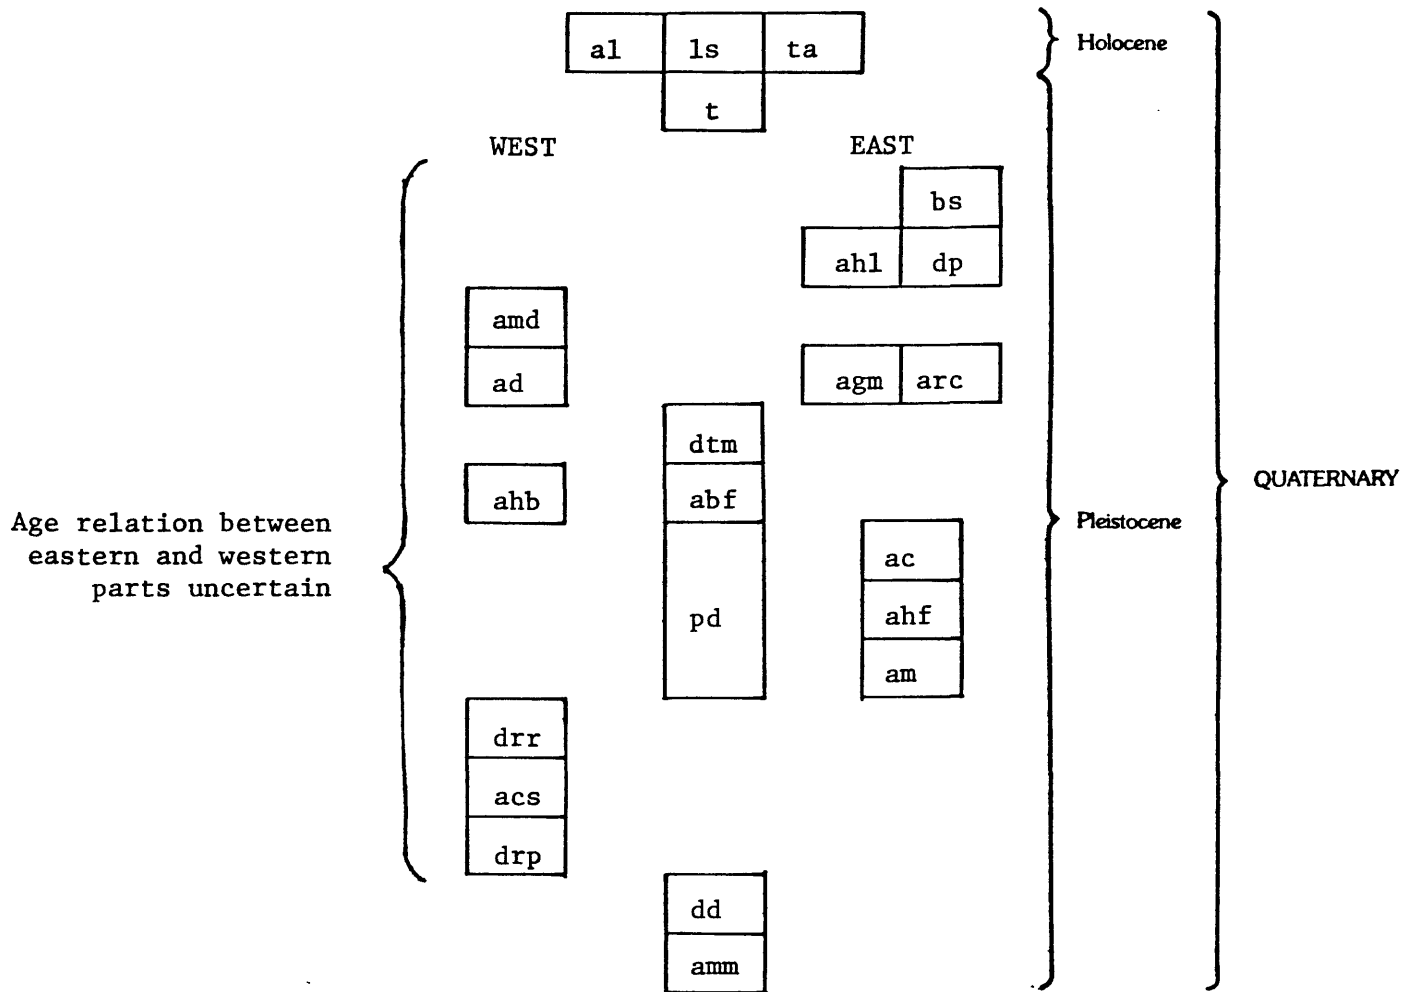 al ls ta
Holocene
t
WEST EAST
bs
ahl dp
amd
ad agm arc
dtm
ahb abf
QUATERNARY
Age relation between
eastern and western
parts uncertain
Pleistocene
ac
pd ahf
am
drr
acs
drp
dd
amm